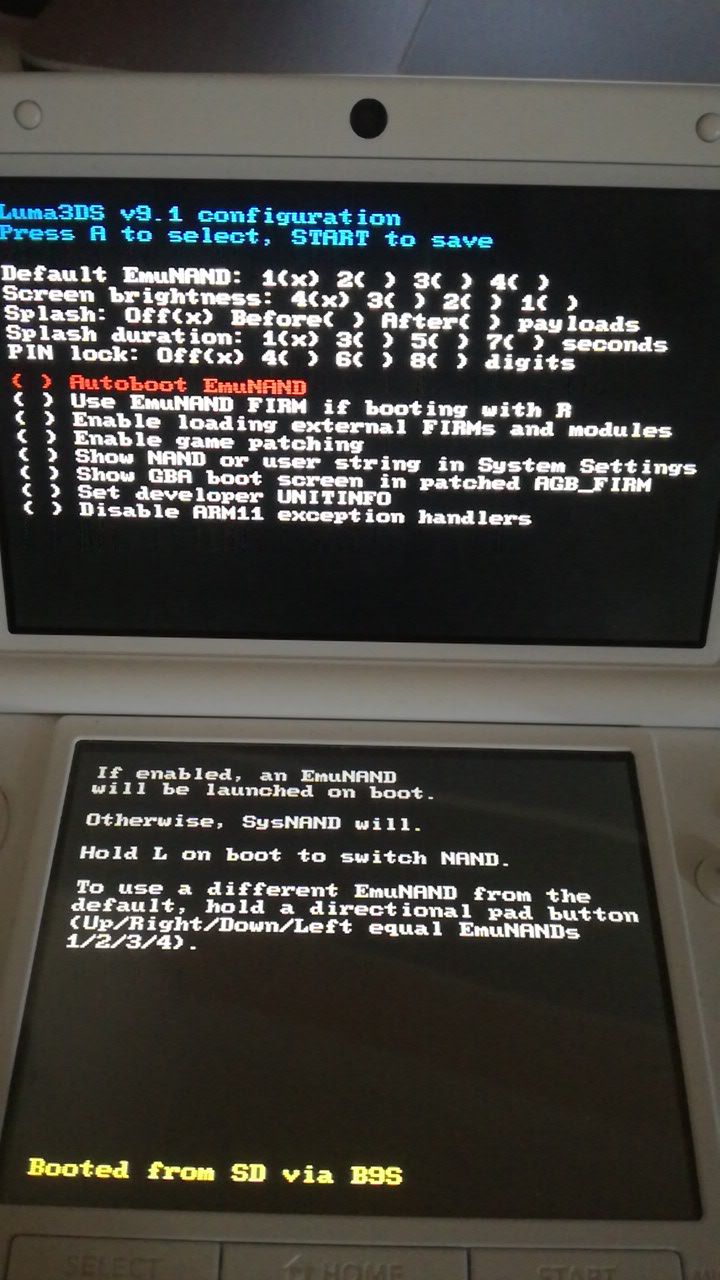 Luma3DS v9.1 configuration
Press A to select, START to save
Default EmuNAND: 1(x) 2( ) 3( ) 4( )
Screen brightness: 4(x) 3( ) 2( ) 1( )
Splash: Off(x) Before( ) After( ) payloads
Splash duration: 1(x) 3( ) 5( ) 7( ) seconds
PIN lock: Off(x) 4( ) 6( ) 8( ) digits
( ) Autoboot EmuNAND
( ) Use EmuNAND FIRM if booting with R
( ) Enable loading external FIRMs and modules
( ) Enable game patching
( ) Show NAND or user string in System Settings
( ) Show GBA boot screen in patched AGB_FIRM
( ) Set developer UNITINFO
( ) Disable ARM11 exception handlers
If enabled, an EmuNAND
will be launched on boot.
Otherwise, SysNAND will.
Hold L on boot to switch NAND.
To use a different EmuNAND from the
default, hold a directional pad button
(Up/Right/Down/Left equal EmuNANDs
1/2/3/4).
Booted from SD via B9S
SELECT HOME START